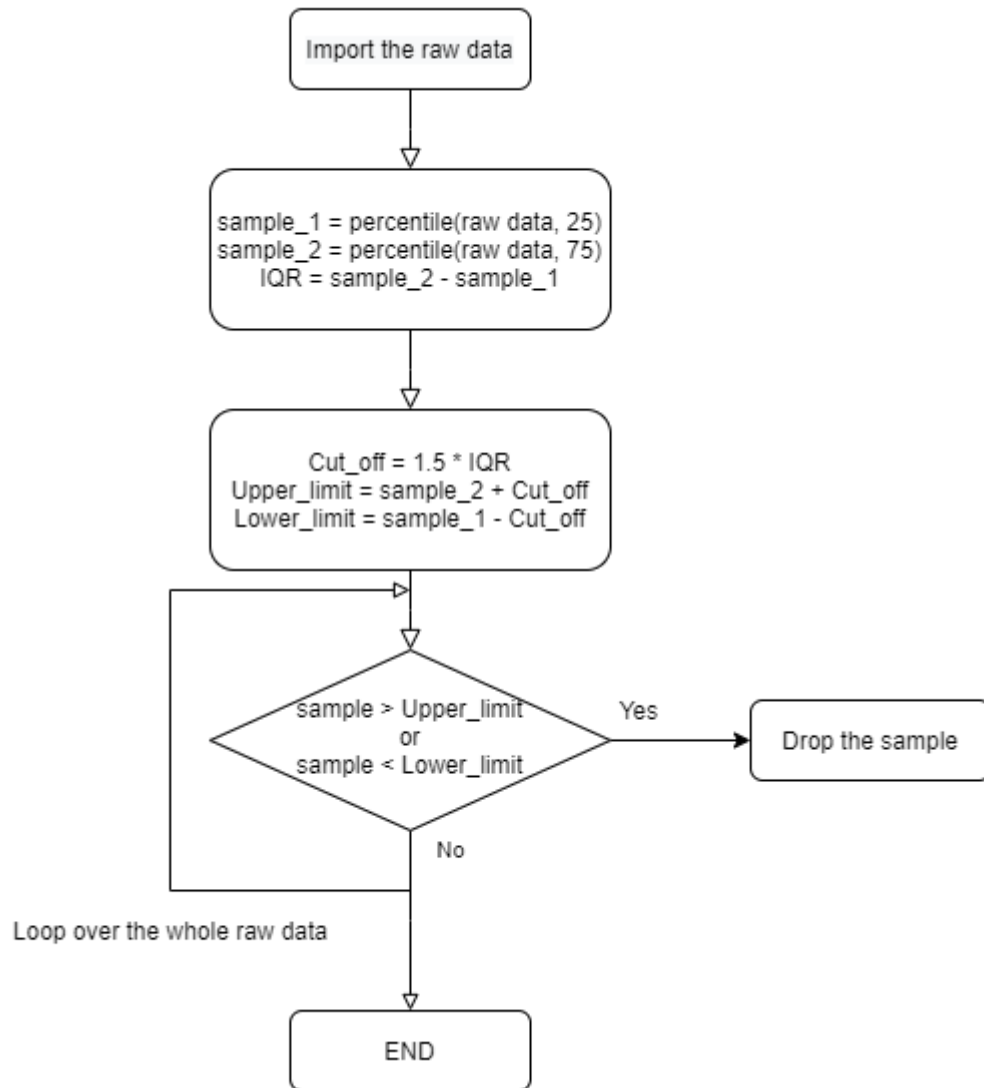 Import the raw data
sample_1 = percentile(raw data, 25)
sample_2 = percentile(raw data, 75)
IQR = sample_2 - sample_1
Cut_off = 1.5 * IQR
Upper_limit = sample_2 + Cut_off
Lower_limit = sample_1 - Cut_off
sample > Upper_limit
or
sample < Lower_limit
Yes
Drop the sample
No
Loop over the whole raw data
END